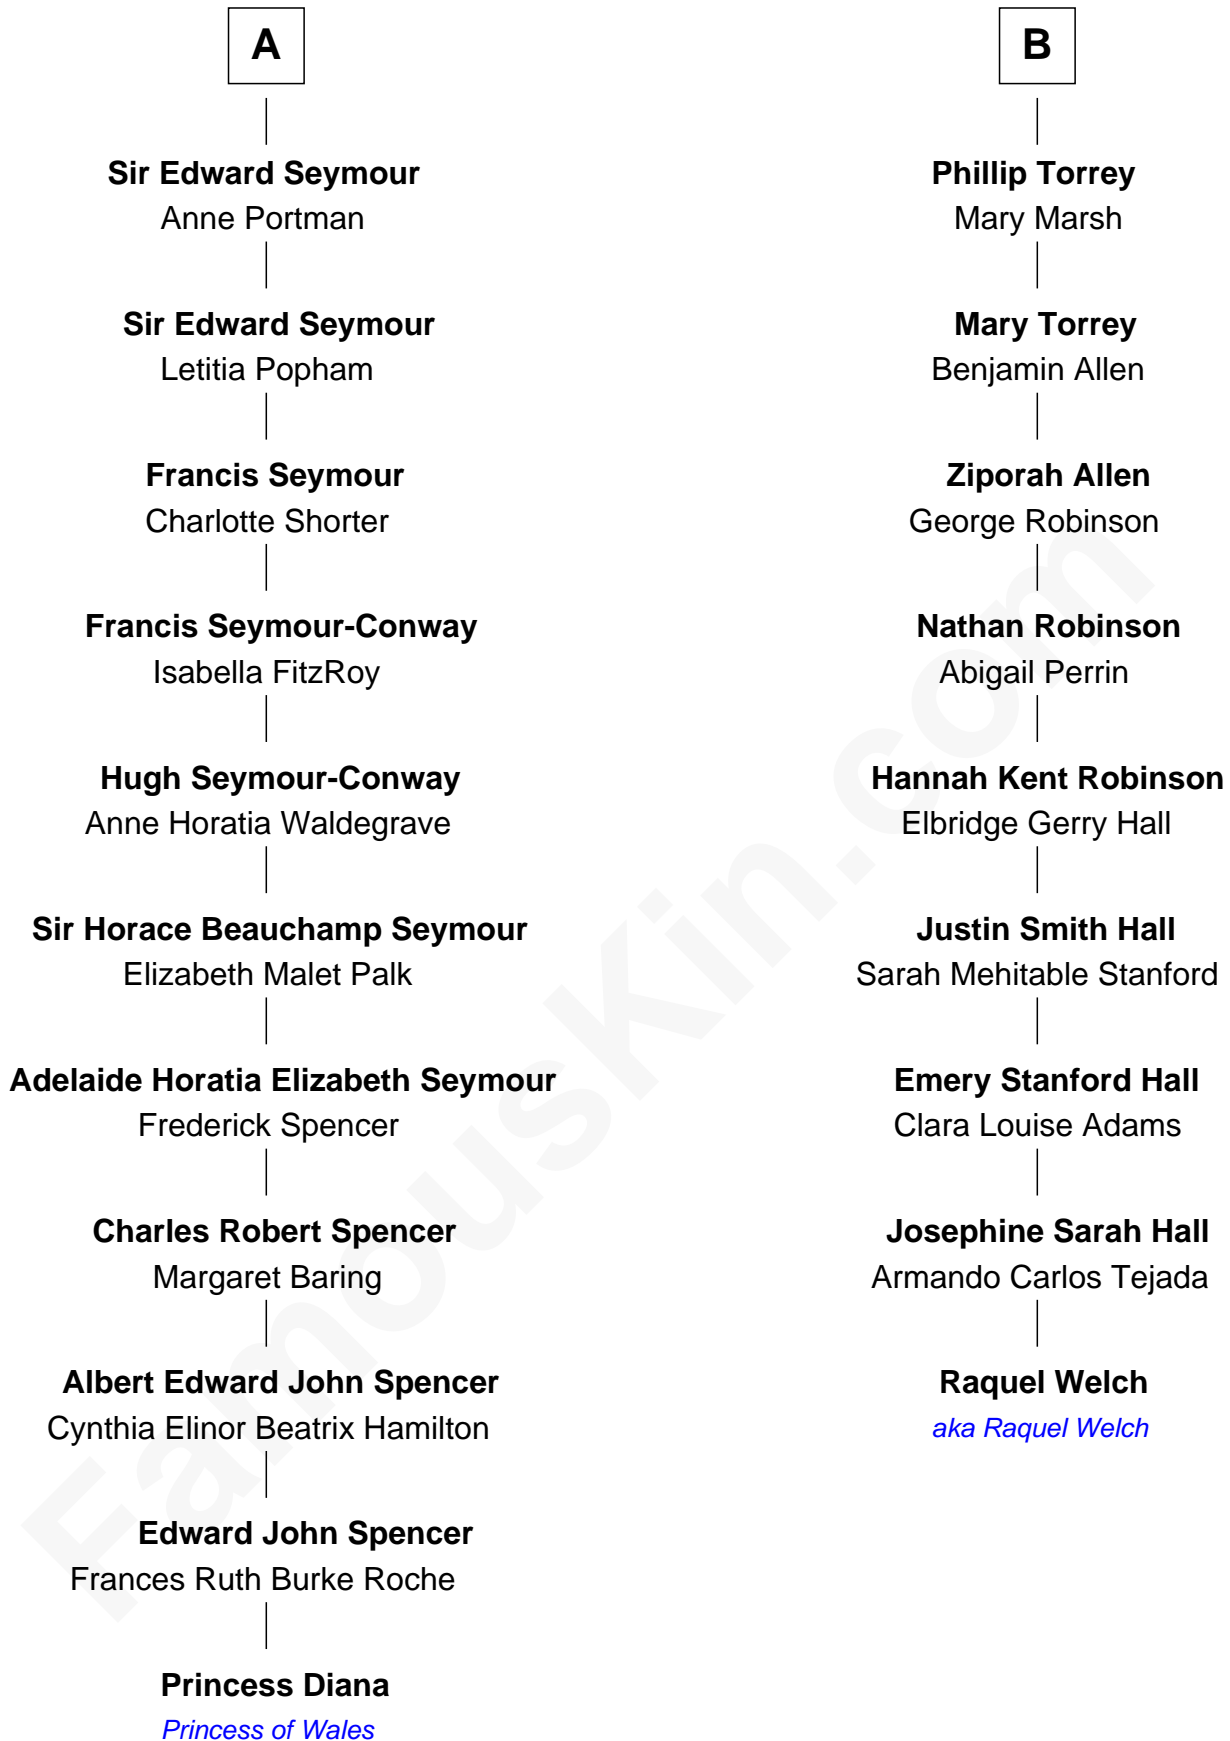 A
Sir Edward Seymour
Anne Portman
Sir Edward Seymour
Letitia Popham
Francis Seymour
Charlotte Shorter
Francis Seymour-Conway
Isabella FitzRoy
Hugh Seymour-Conway
Anne Horatia Waldegrave
Sir Horace Beauchamp Seymour
Elizabeth Malet Palk
Adelaide Horatia Elizabeth Seymour
Frederick Spencer
Charles Robert Spencer
Margaret Baring
Albert Edward John Spencer
Cynthia Elinor Beatrix Hamilton
Edward John Spencer
Frances Ruth Burke Roche
Princess Diana
Princess of Wales
B
Phillip Torrey
Mary Marsh
Mary Torrey
Benjamin Allen
Ziporah Allen
George Robinson
Nathan Robinson
Abigail Perrin
Hannah Kent Robinson
Elbridge Gerry Hall
Justin Smith Hall
Sarah Mehitable Stanford
Emery Stanford Hall
Clara Louise Adams
Josephine Sarah Hall
Armando Carlos Tejada
Raquel Welch
aka Raquel Welch
FamousKin.com